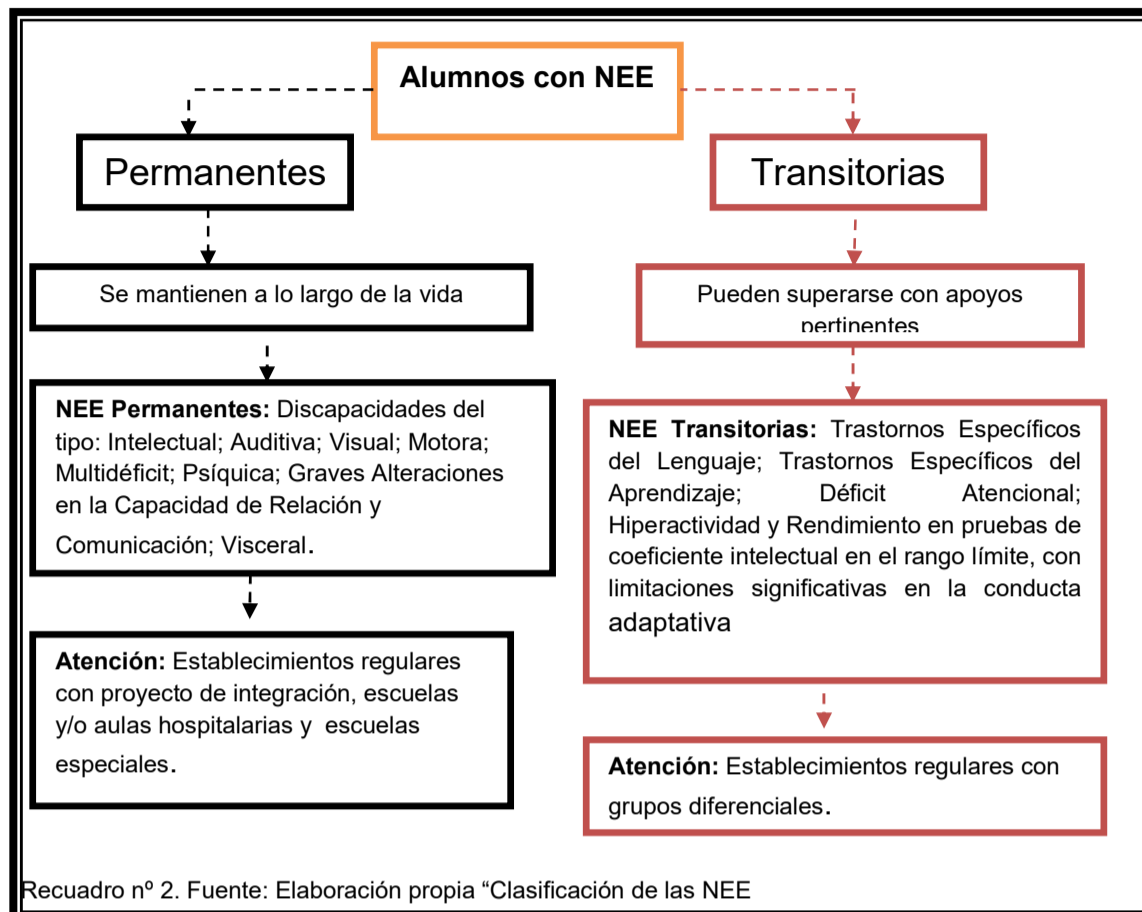 Alumnos con NEE
Permanentes
Transitorias
Se mantienen a lo largo de la vida
Pueden superarse con apoyos
pertinentes
NEE Permanentes: Discapacidades del
tipo: Intelectual; Auditiva; Visual; Motora;
Multidéficit; Psíquica; Graves Alteraciones
en la Capacidad de Relación y
Comunicación; Visceral.
NEE Transitorias: Trastornos Específicos
del Lenguaje; Trastornos Específicos del
Aprendizaje; Déficit Atencional;
Hiperactividad y Rendimiento en pruebas de
coeficiente intelectual en el rango límite, con
limitaciones significativas en la conducta
adaptativa
Atención: Establecimientos regulares
con proyecto de integración, escuelas
y/o aulas hospitalarias y escuelas
especiales.
Atención: Establecimientos regulares con
grupos diferenciales.
Recuadro nº 2. Fuente: Elaboración propia “Clasificación de las NEE